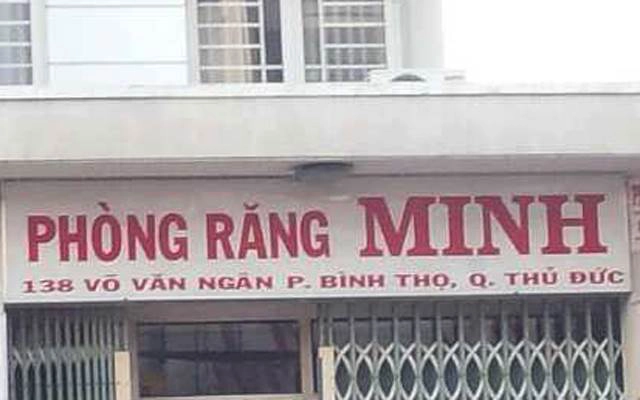 PHÒNG RĂNG MINH
138 VÕ VĂN NGÂN P. BÌNH THỌ, Q. THỦ ĐỨC